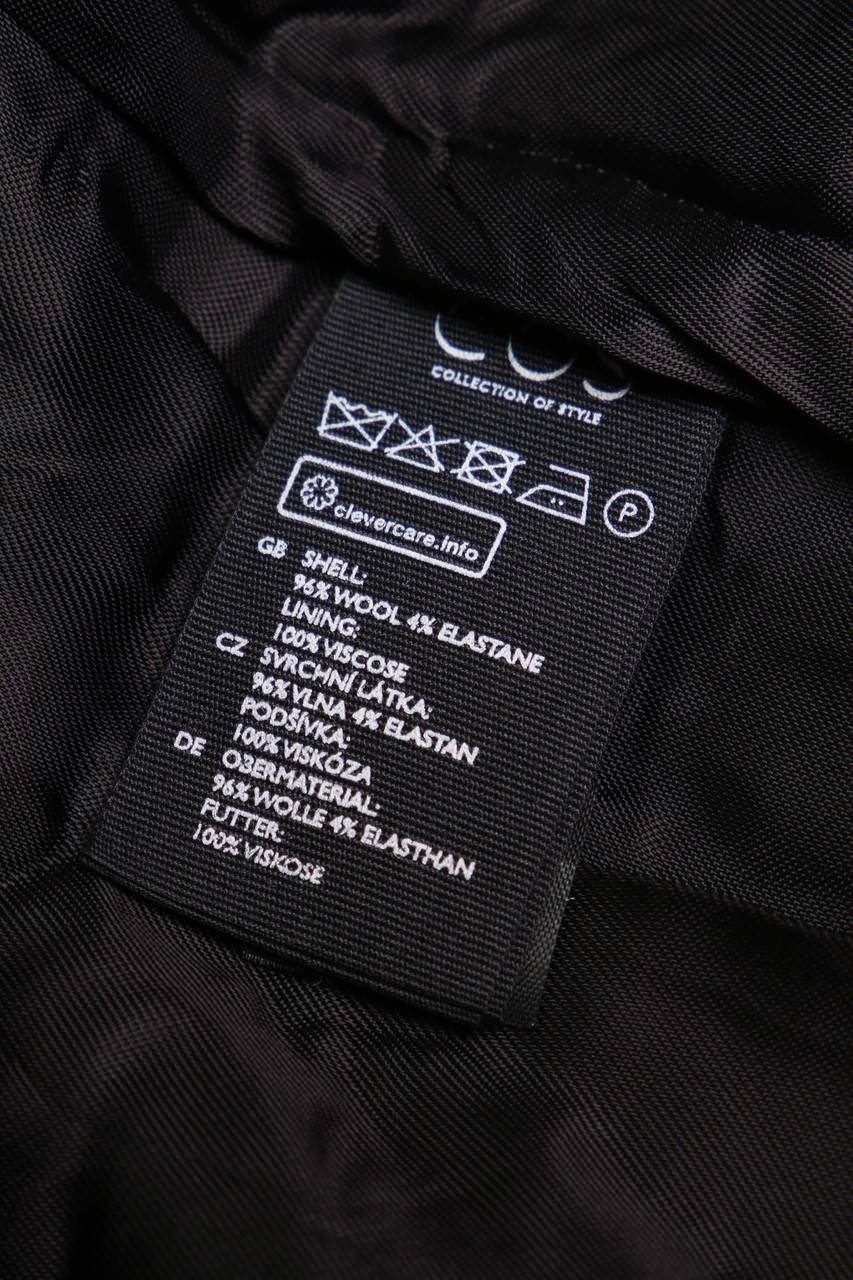 COS
COLLECTION OF STYLE
P
clevercare.info
GB SHELL:
96% WOOL 4% ELASTANE
LINING:
100% VISCOSE
CZ SVRCHNÍ LÁTKA:
96% VLNA 4% ELASTAN
PODŠÍVKA:
100% VISKÓZA
DE OBERMATERIAL:
96% WOLLE 4% ELASTHAN
FUTTER:
100% VISKOSE